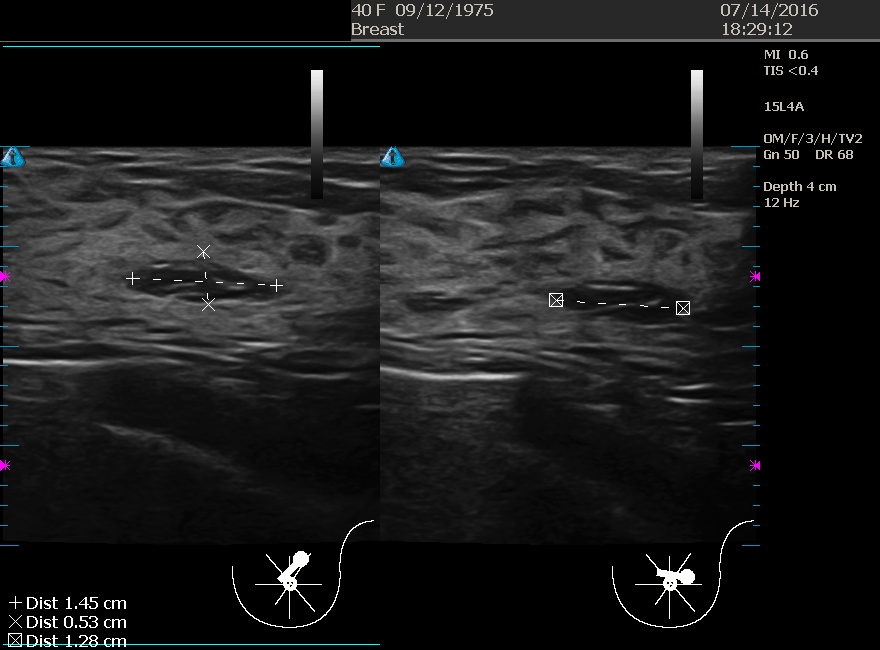 40 F 09/12/1975 07/14/2016
Breast 18:29:12
MI 0.6
TIS <0.4
15L4A
OM/F/3/H/TV2
Gn 50 DR 68
Depth 4 cm
12 Hz
+ Dist 1.45 cm
× Dist 0.53 cm
⊠ Dist 1.28 cm